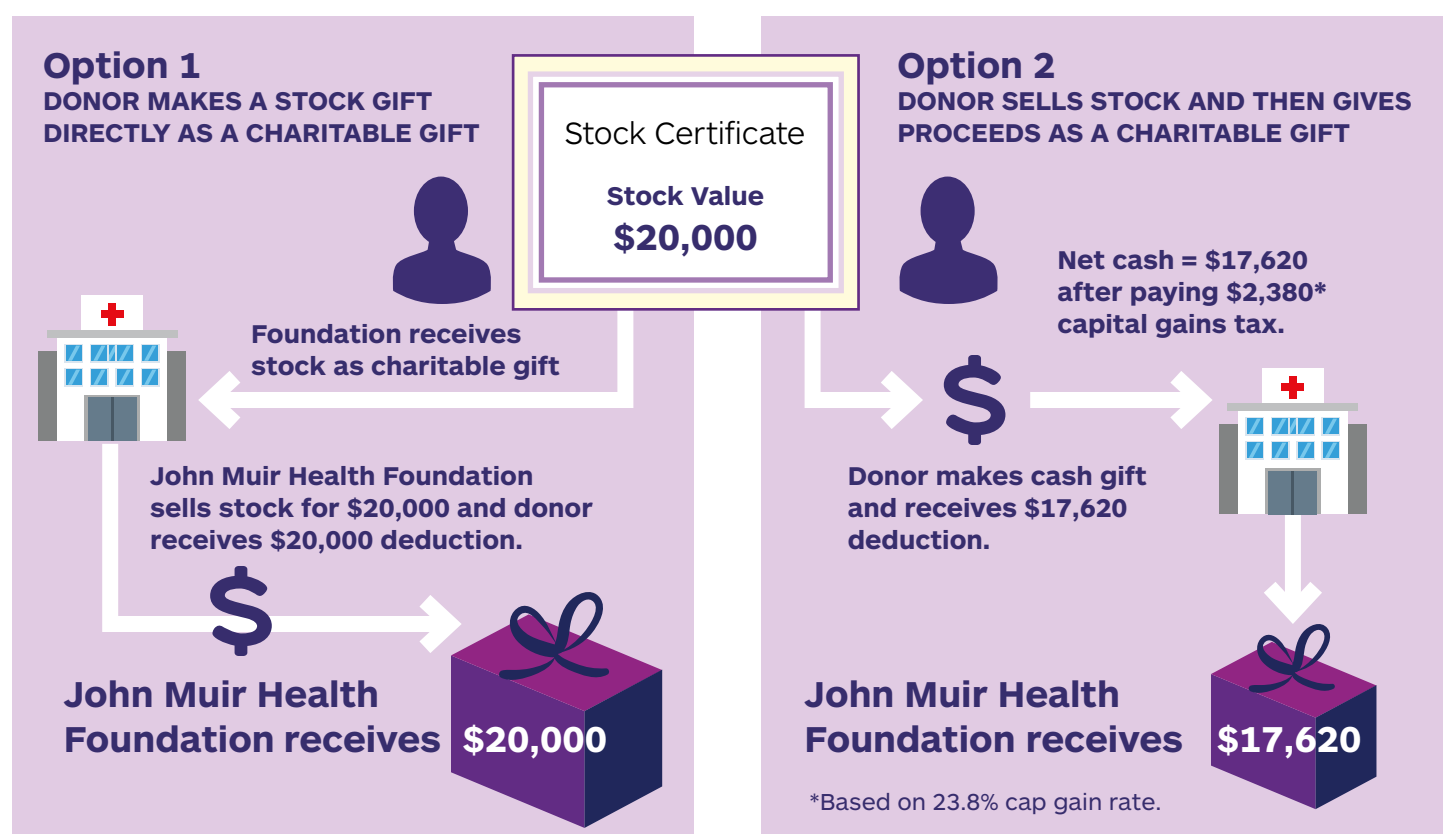 Option 1
DONOR MAKES A STOCK GIFT
DIRECTLY AS A CHARITABLE GIFT
Stock Certificate
Stock Value
$20,000
Foundation receives
stock as charitable gift
John Muir Health Foundation
sells stock for $20,000 and donor
receives $20,000 deduction.
$
John Muir Health
Foundation receives
$20,000
Option 2
DONOR SELLS STOCK AND THEN GIVES
PROCEEDS AS A CHARITABLE GIFT
Net cash = $17,620
after paying $2,380*
capital gains tax.
$
Donor makes cash gift
and receives $17,620
deduction.
John Muir Health
Foundation receives
$17,620
*Based on 23.8% cap gain rate.